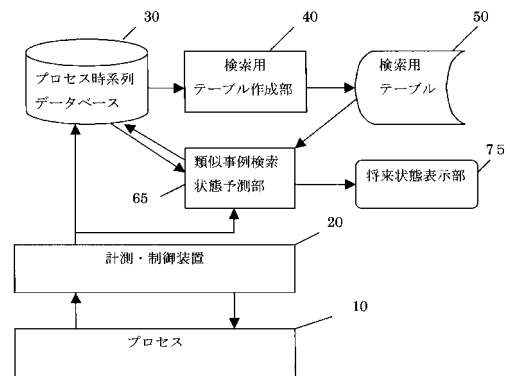 30
40
50
プロセス時系列
データベース
検索用
テーブル作成部
検索用
テーブル
類似事例検索
状態予測部
65
75
将来状態表示部
20
計測・制御装置
10
プロセス